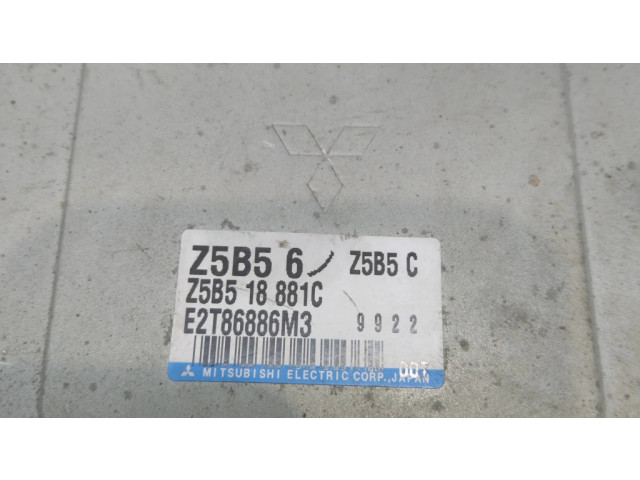 Z5B5 6 Z5B5 C
Z5B5 18 881C
E2T86886M3 9922
MITSUBISHI ELECTRIC CORP., JAPAN